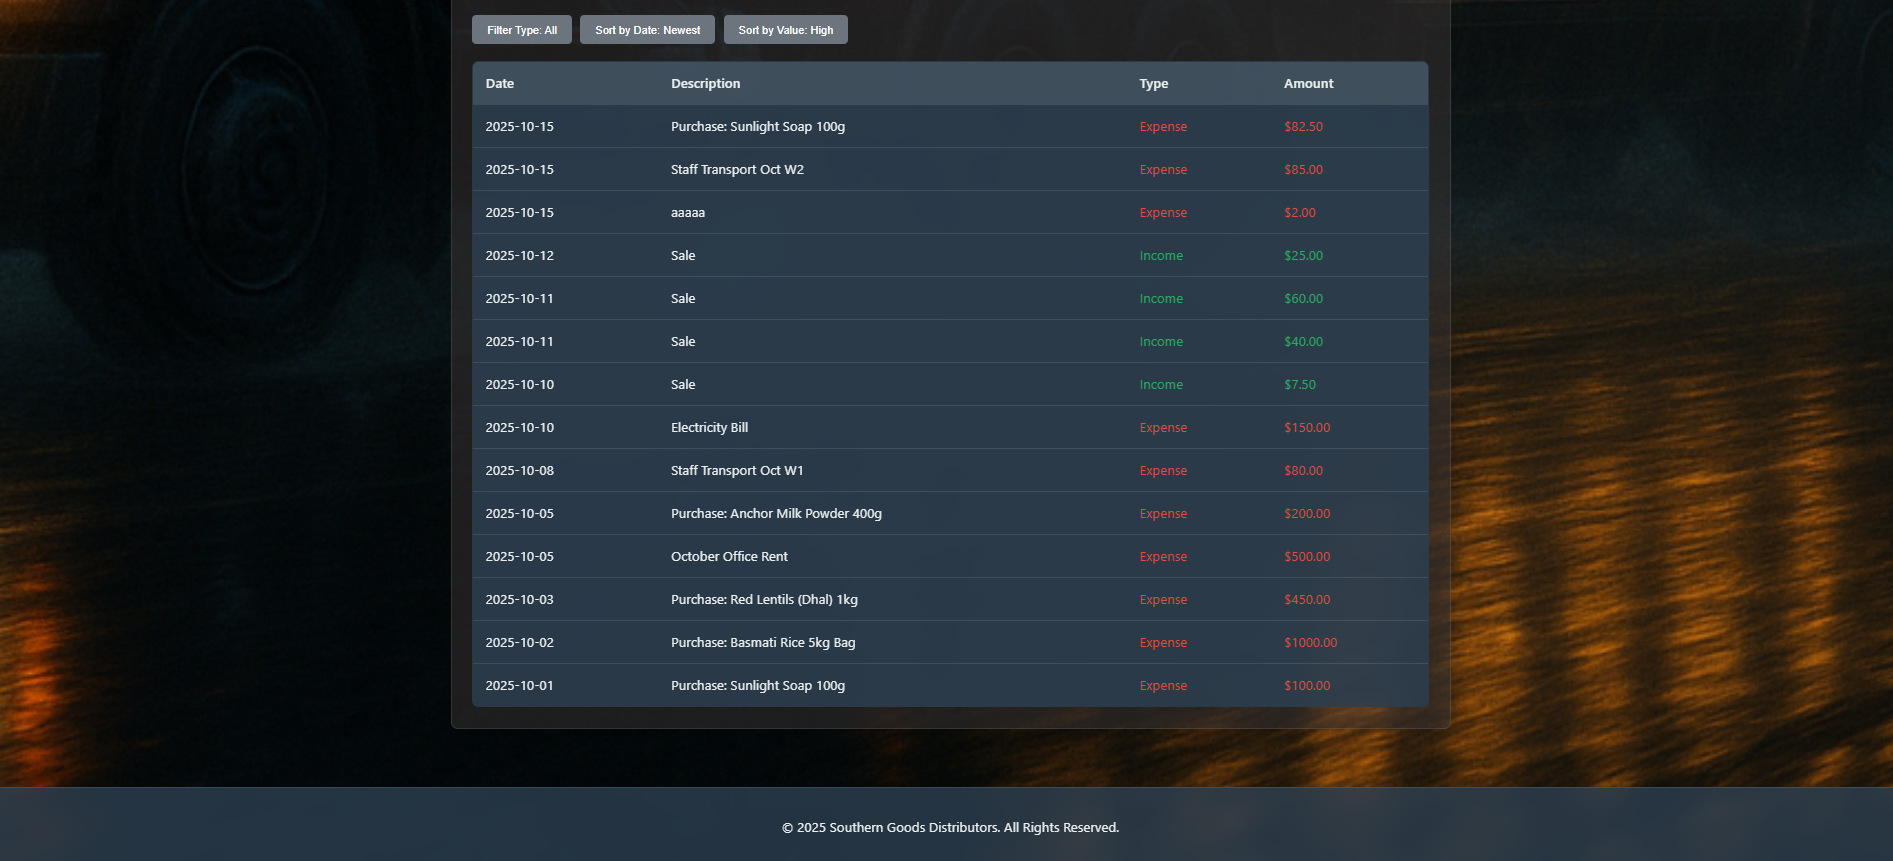 Filter Type: All Sort by Date: Newest Sort by Value: High
Date Description Type Amount
2025-10-15 Purchase: Sunlight Soap 100g Expense $82.50
2025-10-15 Staff Transport Oct W2 Expense $85.00
2025-10-15 aaaaa Expense $2.00
2025-10-12 Sale Income $25.00
2025-10-11 Sale Income $60.00
2025-10-11 Sale Income $40.00
2025-10-10 Sale Income $7.50
2025-10-10 Electricity Bill Expense $150.00
2025-10-08 Staff Transport Oct W1 Expense $80.00
2025-10-05 Purchase: Anchor Milk Powder 400g Expense $200.00
2025-10-05 October Office Rent Expense $500.00
2025-10-03 Purchase: Red Lentils (Dhal) 1kg Expense $450.00
2025-10-02 Purchase: Basmati Rice 5kg Bag Expense $1000.00
2025-10-01 Purchase: Sunlight Soap 100g Expense $100.00
© 2025 Southern Goods Distributors. All Rights Reserved.